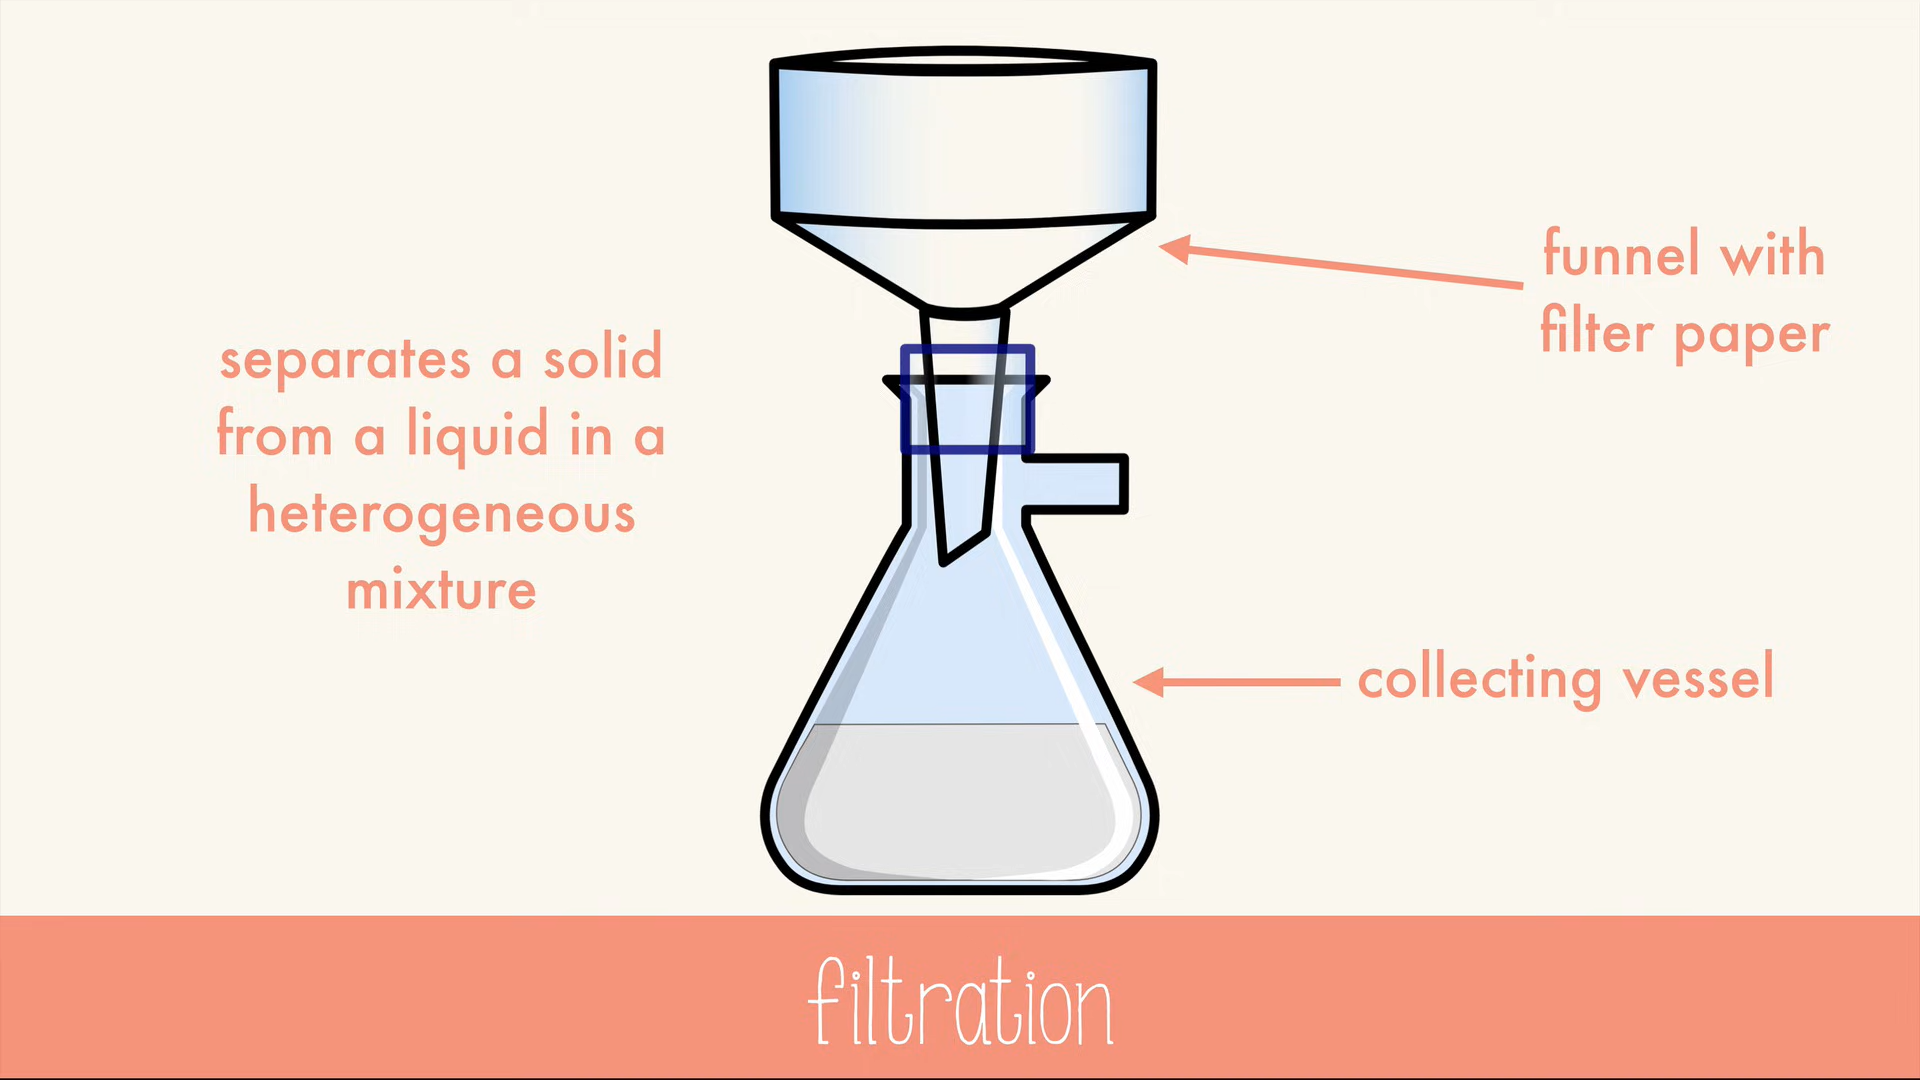 separates a solid
from a liquid in a
heterogeneous
mixture
funnel with
filter paper
collecting vessel
filtration